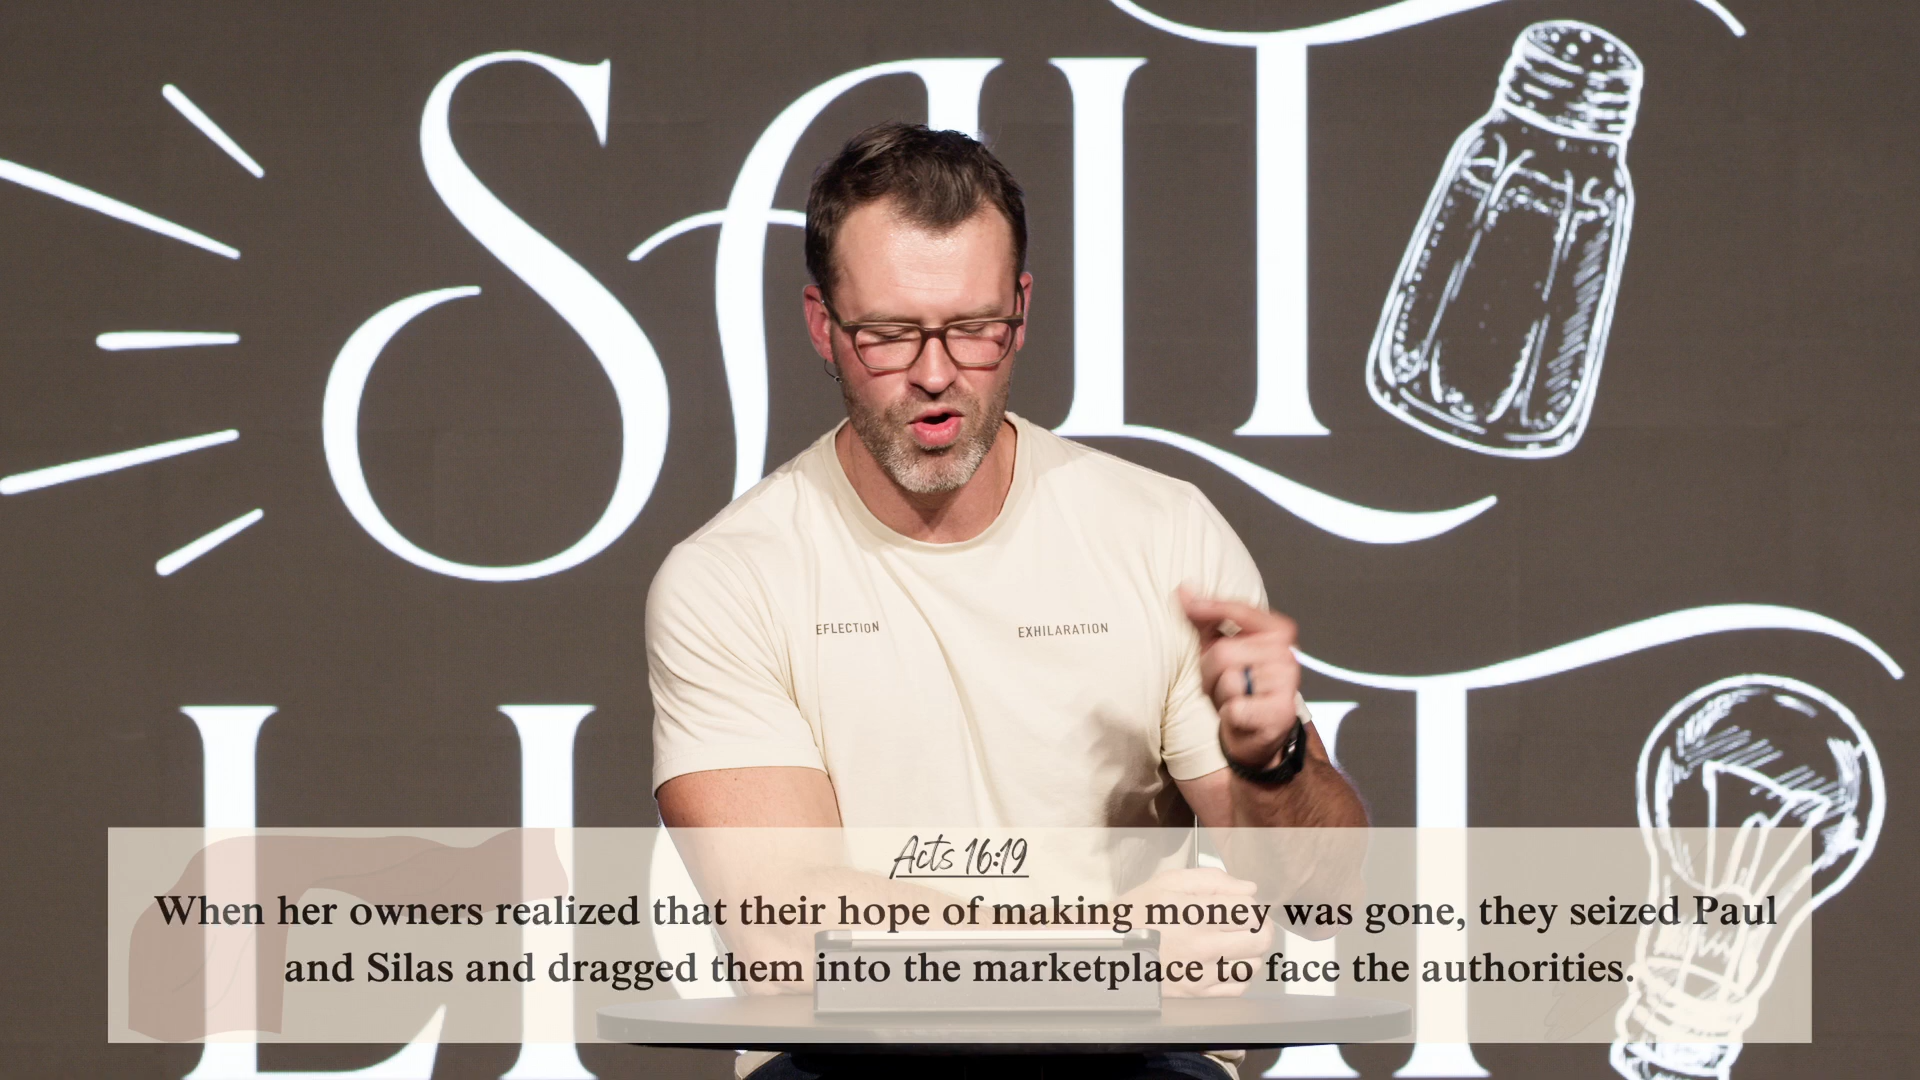 SALT
LIGHT
EFLECTION EXHILARATION
Acts 16:19
When her owners realized that their hope of making money was gone, they seized Paul
and Silas and dragged them into the marketplace to face the authorities.